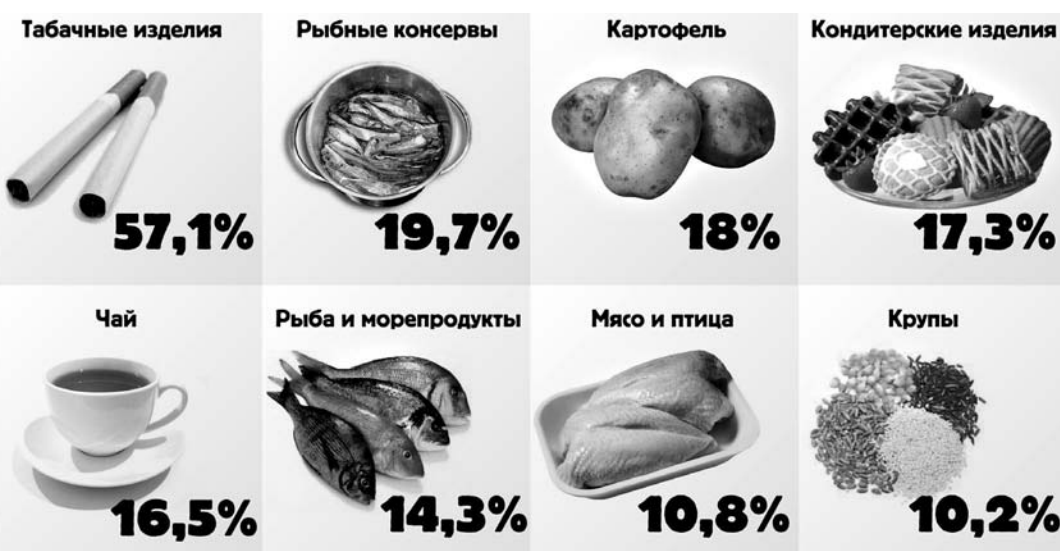 Табачные изделия
57,1%
Рыбные консервы
19,7%
Картофель
18%
Кондитерские изделия
17,3%
Чай
16,5%
Рыба и морепродукты
14,3%
Мясо и птица
10,8%
Крупы
10,2%